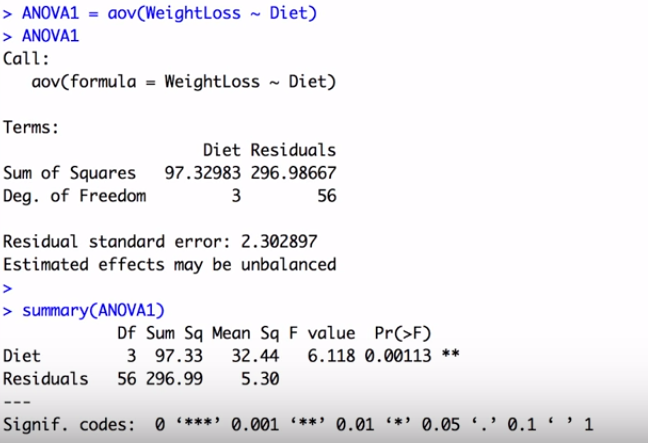 > ANOVA1 = aov(WeightLoss ~ Diet)
> ANOVA1
Call:
   aov(formula = WeightLoss ~ Diet)

Terms:
                     Diet Residuals
Sum of Squares   97.32983 296.98667
Deg. of Freedom         3        56

Residual standard error: 2.302897
Estimated effects may be unbalanced
>
> summary(ANOVA1)
            Df Sum Sq Mean Sq F value  Pr(>F)
Diet         3  97.33   32.44   6.118 0.00113 **
Residuals   56 296.99    5.30
---
Signif. codes:  0 ‘***’ 0.001 ‘**’ 0.01 ‘*’ 0.05 ‘.’ 0.1 ‘ ’ 1